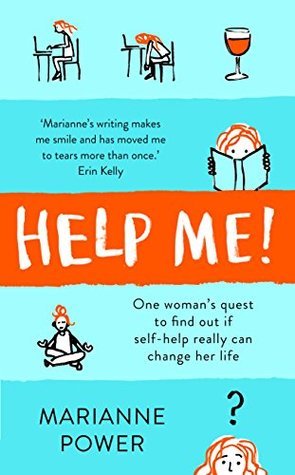 ‘Marianne’s writing makes
me smile and has moved me
to tears more than once.’
Erin Kelly
HELP ME!
One woman’s quest
to find out if
self-help really can
change her life
MARIANNE
POWER
?